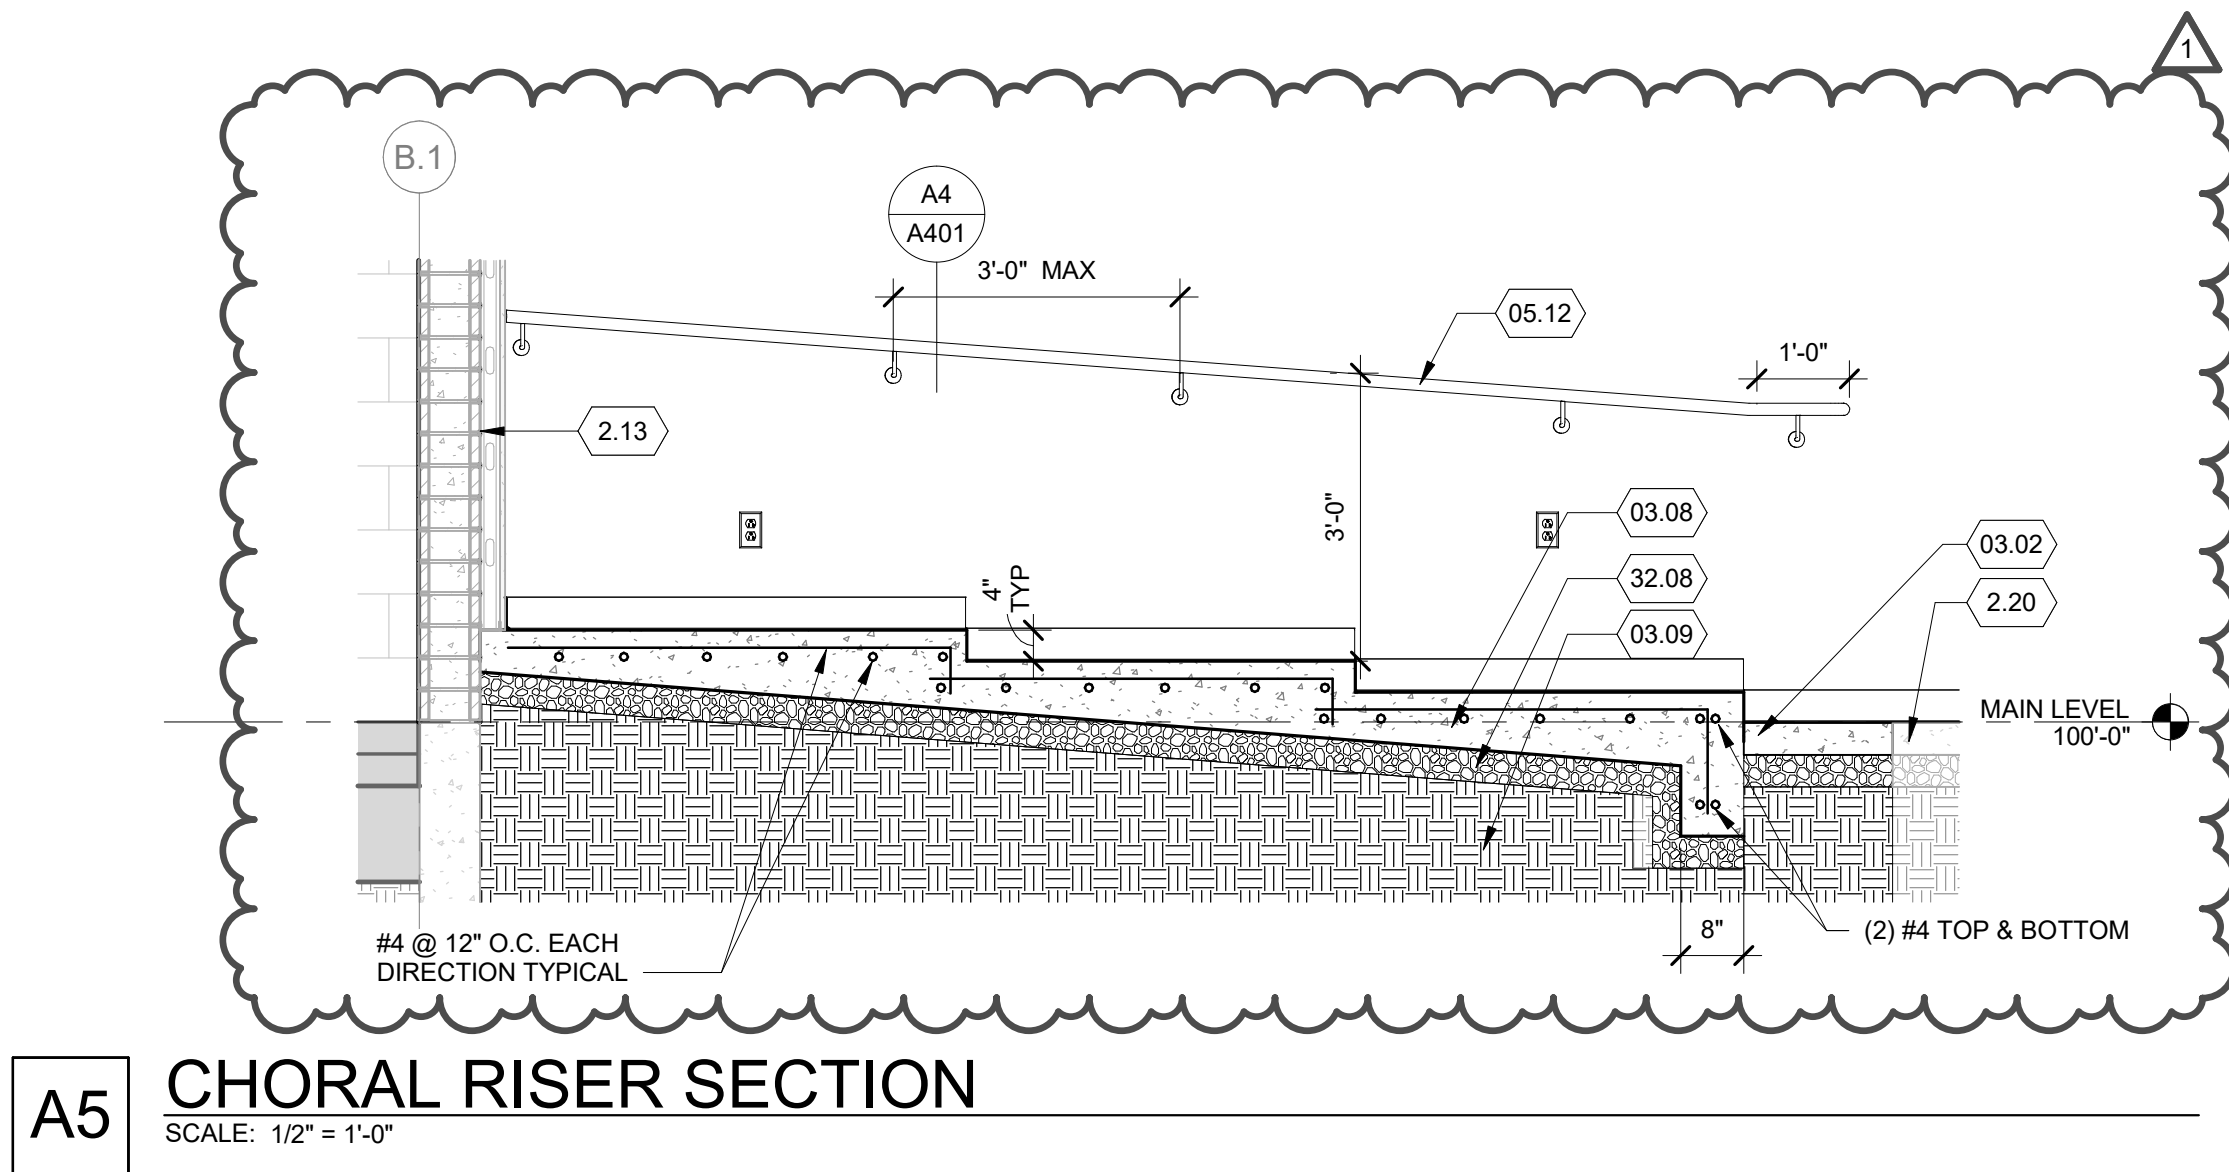 1
B.1
A4
A401
3'-0" MAX
05.12
1'-0"
2.13
3'-0"
03.08
03.02
4"
TYP
32.08
2.20
03.09
MAIN LEVEL
100'-0"
#4 @ 12" O.C. EACH
DIRECTION TYPICAL
8"
(2) #4 TOP & BOTTOM
A5
CHORAL RISER SECTION
SCALE: 1/2" = 1'-0"